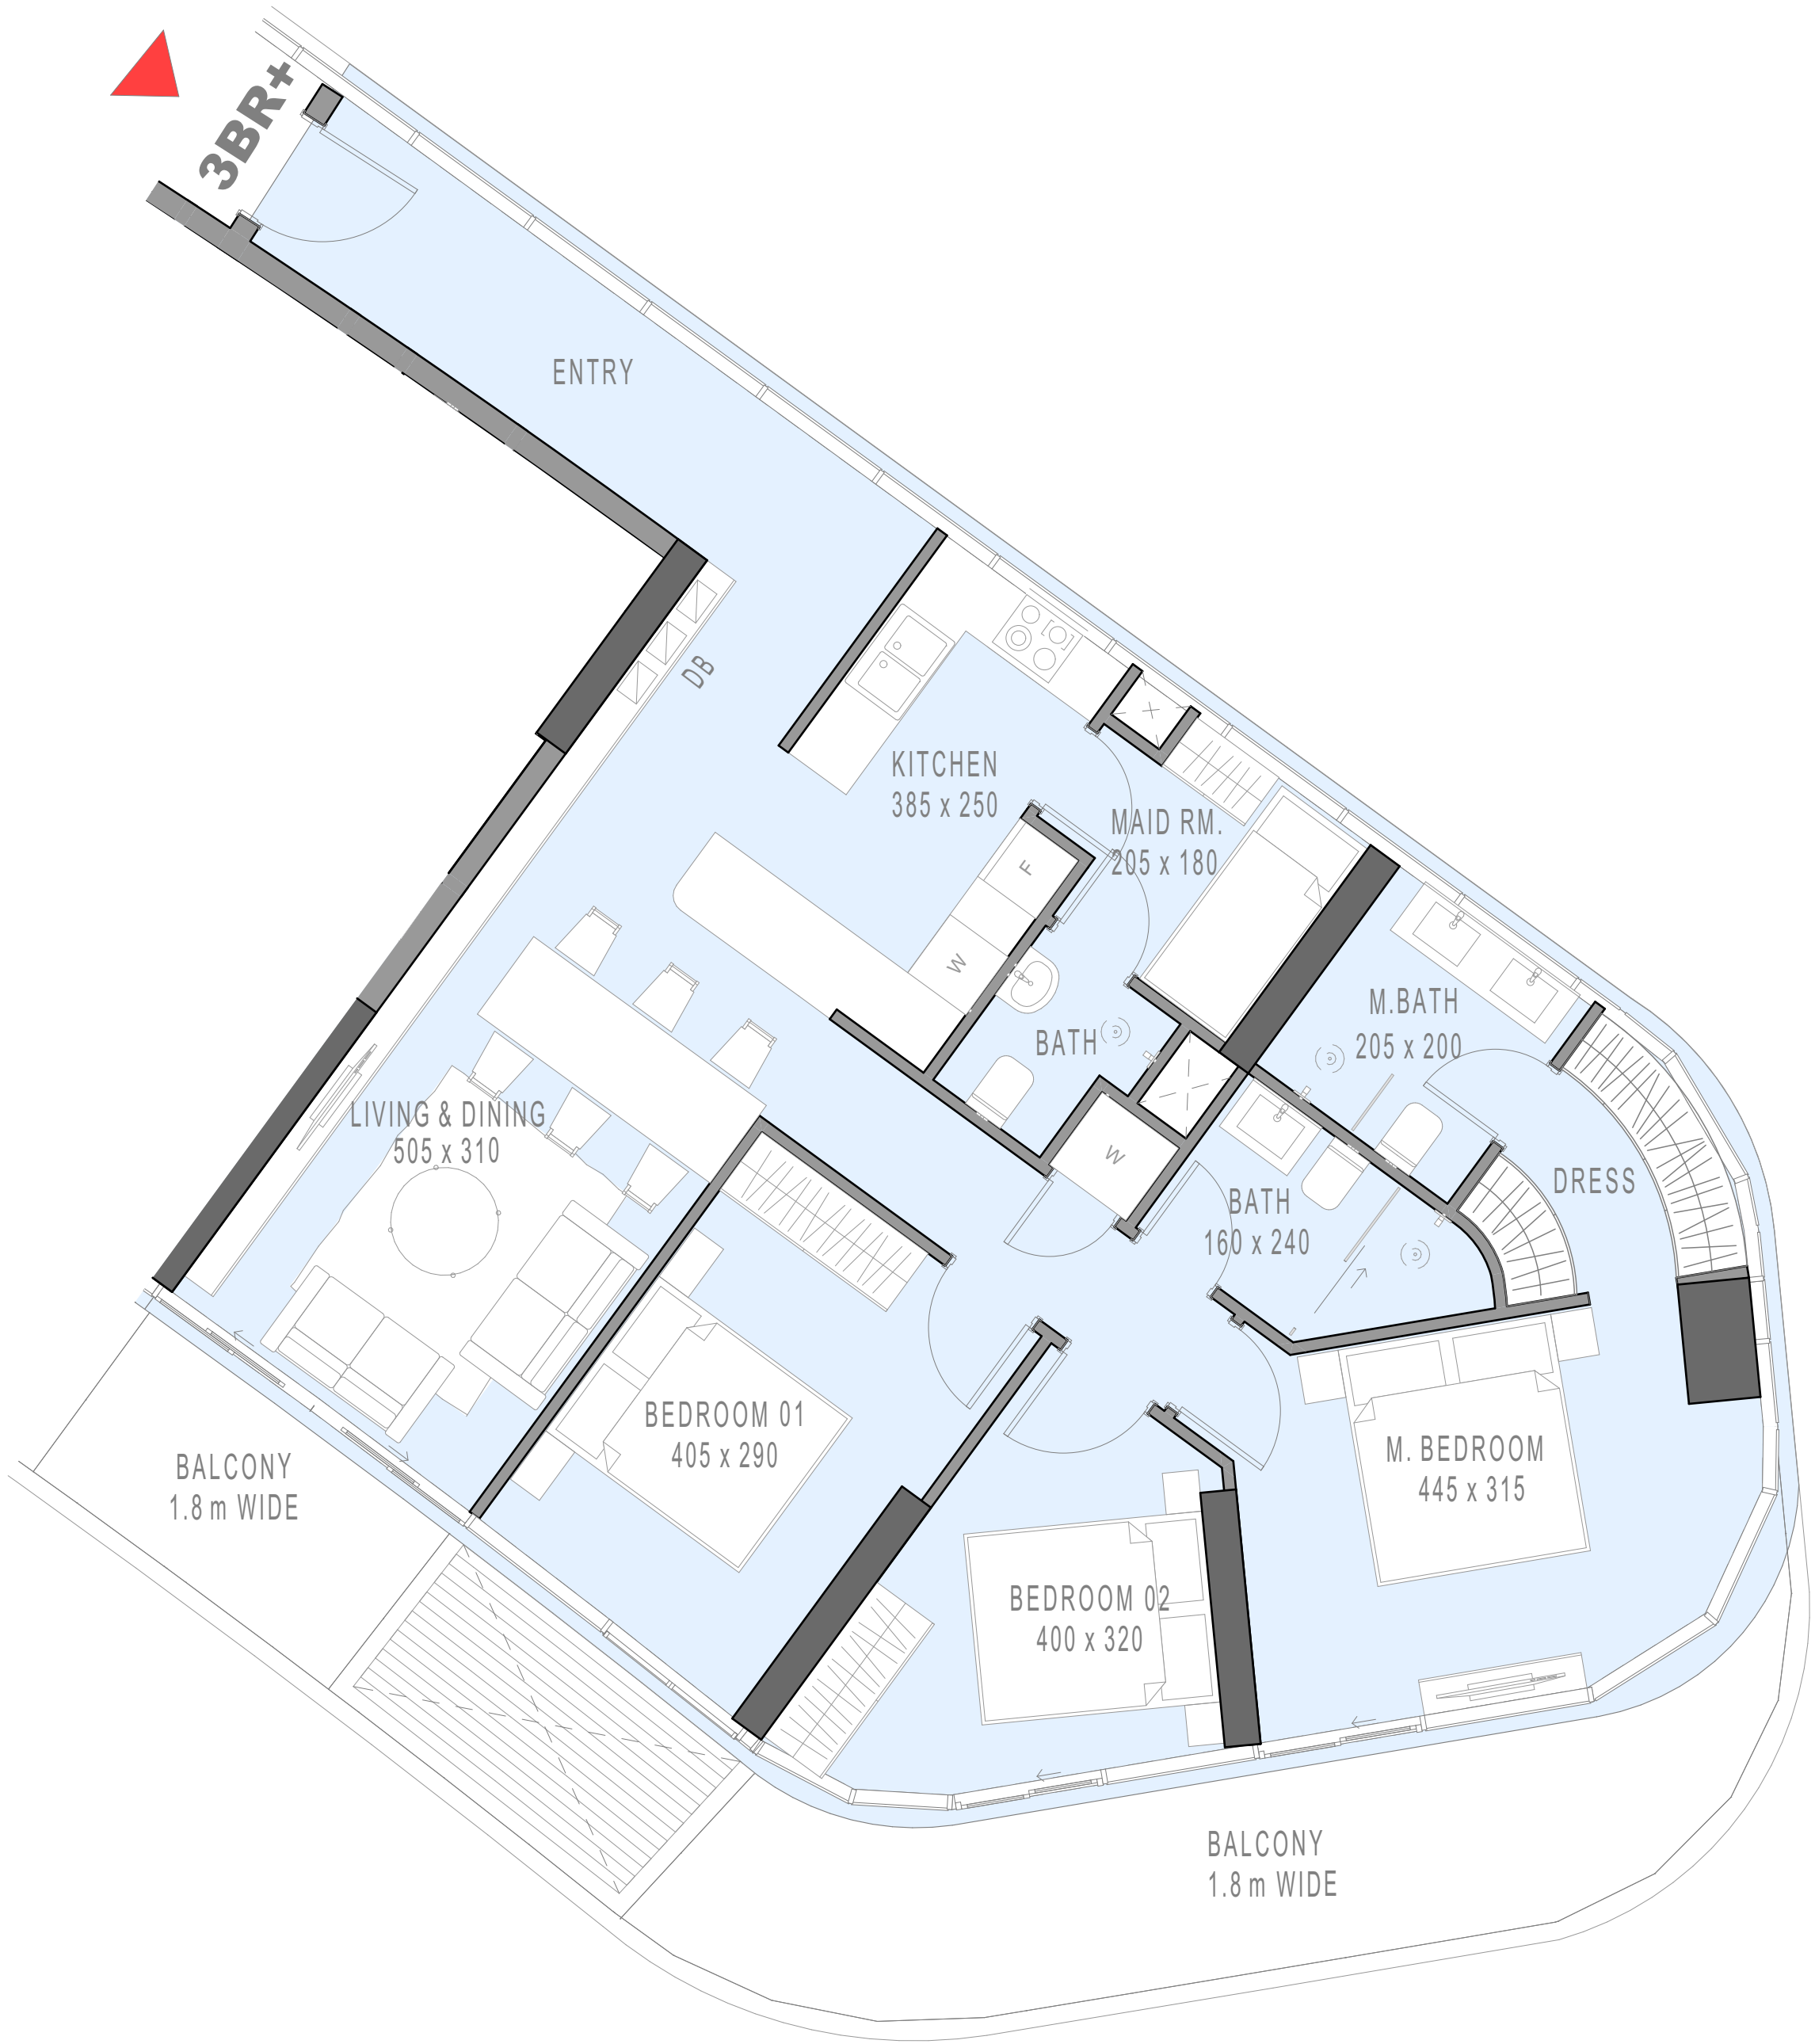 3BR+
ENTRY
DB
KITCHEN
385 x 250
MAID RM.
205 x 180
F
W
BATH
M.BATH
205 x 200
W
LIVING & DINING
505 x 310
BATH
160 x 240
DRESS
BEDROOM 01
405 x 290
M. BEDROOM
445 x 315
BALCONY
1.8 m WIDE
BEDROOM 02
400 x 320
BALCONY
1.8 m WIDE